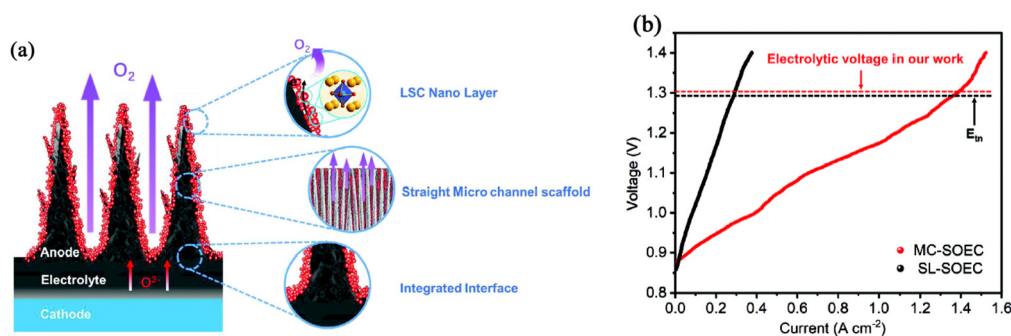 (a)
O₂
O₂
LSC Nano Layer
Straight Micro channel scaffold
Anode
Electrolyte
O²⁻
Cathode
Integrated Interface
(b)
Voltage (V)
1.4
1.3
1.2
1.1
1.0
0.9
0.8
Electrolytic voltage in our work
Eₜₙ
MC-SOEC
SL-SOEC
0.0 0.2 0.4 0.6 0.8 1.0 1.2 1.4 1.6
Current (A cm⁻²)